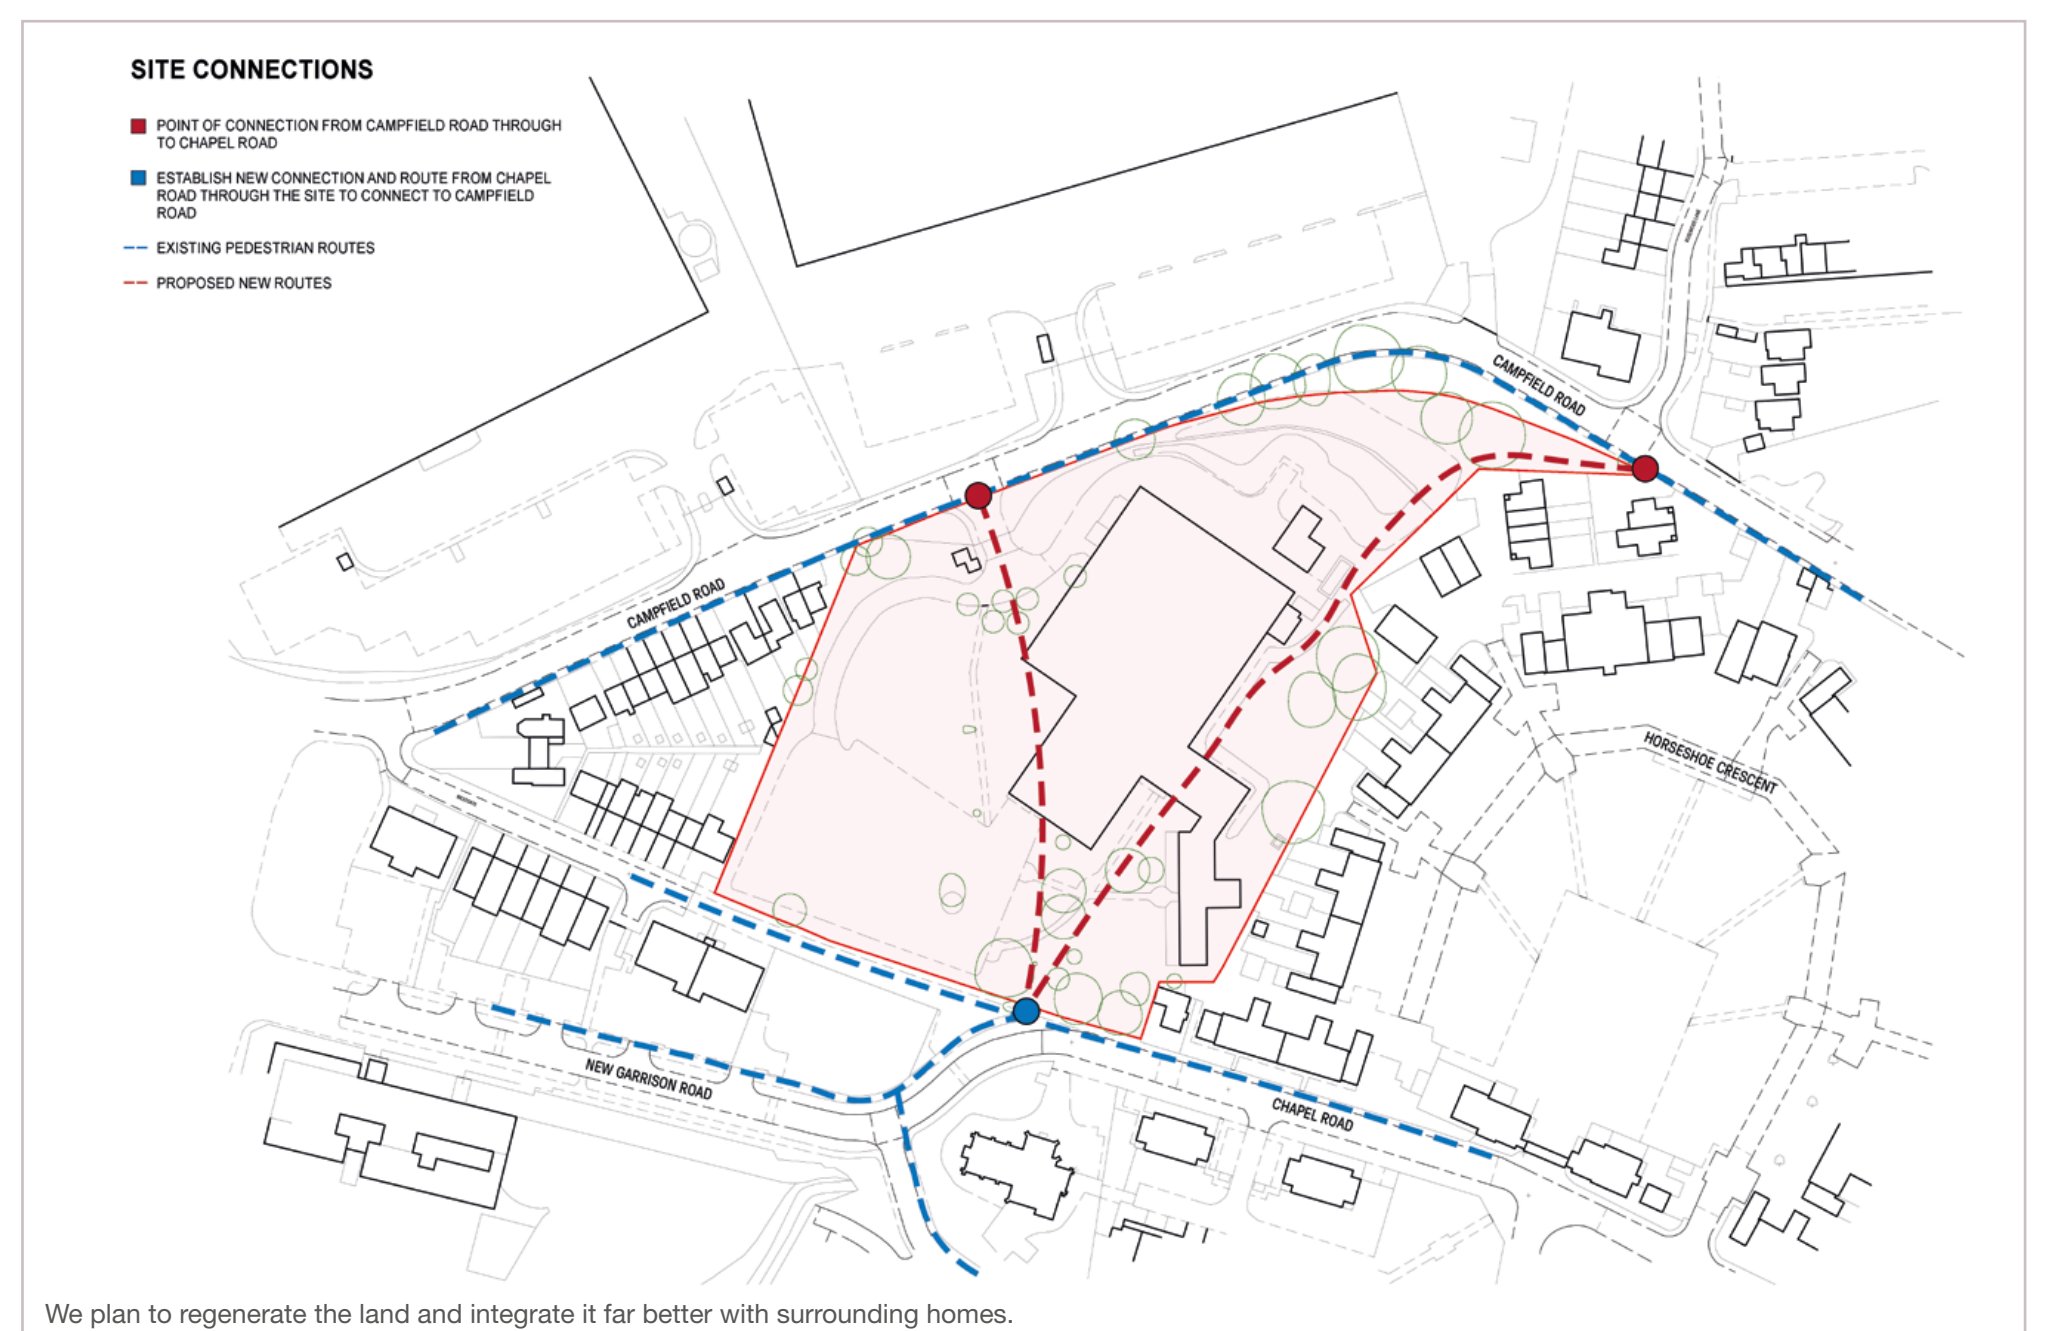 SITE CONNECTIONS
POINT OF CONNECTION FROM CAMPFIELD ROAD THROUGH
TO CHAPEL ROAD
ESTABLISH NEW CONNECTION AND ROUTE FROM CHAPEL
ROAD THROUGH THE SITE TO CONNECT TO CAMPFIELD
ROAD
EXISTING PEDESTRIAN ROUTES
PROPOSED NEW ROUTES
CAMPFIELD ROAD
CAMPFIELD ROAD
HORSESHOE CRESCENT
NEW GARRISON ROAD
CHAPEL ROAD
We plan to regenerate the land and integrate it far better with surrounding homes.